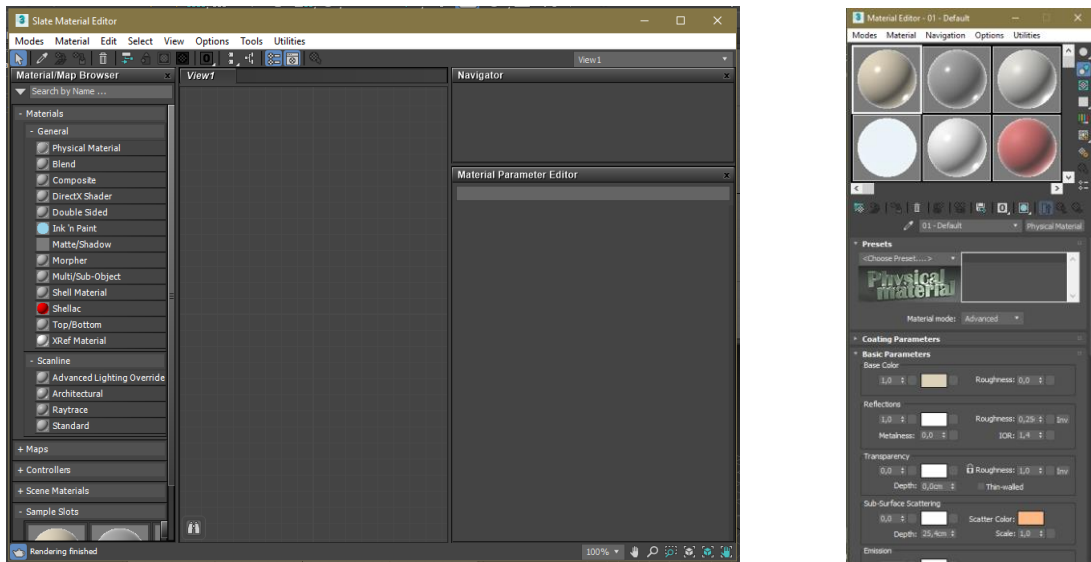 Slate Material Editor
Modes Material Edit Select View Options Tools Utilities
View1
Material/Map Browser
Search by Name ...
- Materials
- General
Physical Material
Blend
Composite
DirectX Shader
Double Sided
Ink 'n Paint
Matte/Shadow
Morpher
Multi/Sub-Object
Shell Material
Shellac
Top/Bottom
XRef Material
- Scanline
Advanced Lighting Override
Architectural
Raytrace
Standard
+ Maps
+ Controllers
+ Scene Materials
- Sample Slots
View1
Navigator
Material Parameter Editor
Rendering finished
100%
Material Editor - 01 - Default
Modes Material Navigation Options Utilities
01 - Default Physical Material
Presets
<Choose Preset....>
Physical material
Material mode: Advanced
Coating Parameters
Basic Parameters
Base Color
1,0 Roughness: 0,0
Reflections
1,0 Roughness: 0,25 Inv
Metalness: 0,0 IOR: 1,4
Transparency
0,0 Roughness: 1,0 Inv
Depth: 0,0cm Thin-walled
Sub-Surface Scattering
0,0 Scatter Color:
Depth: 25,4cm Scale: 1,0
Emission